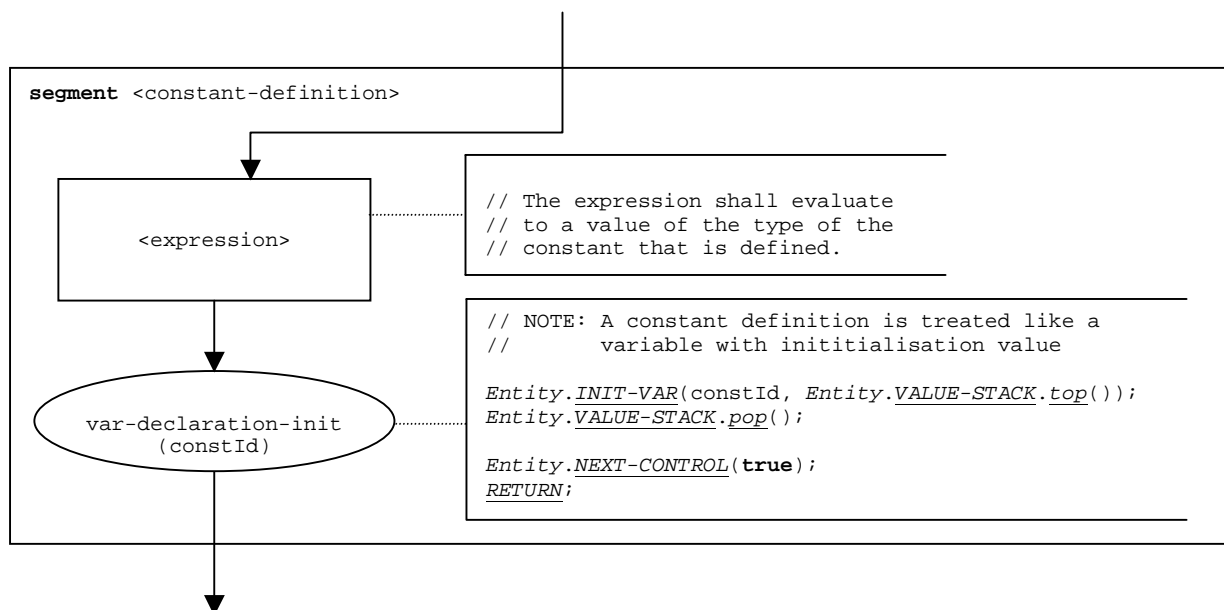 segment <constant-definition>
<expression>
// The expression shall evaluate
// to a value of the type of the
// constant that is defined.
var-declaration-init
(constId)
// NOTE: A constant definition is treated like a
//       variable with inititialisation value
Entity.INIT-VAR(constId, Entity.VALUE-STACK.top());
Entity.VALUE-STACK.pop();
Entity.NEXT-CONTROL(true);
RETURN;